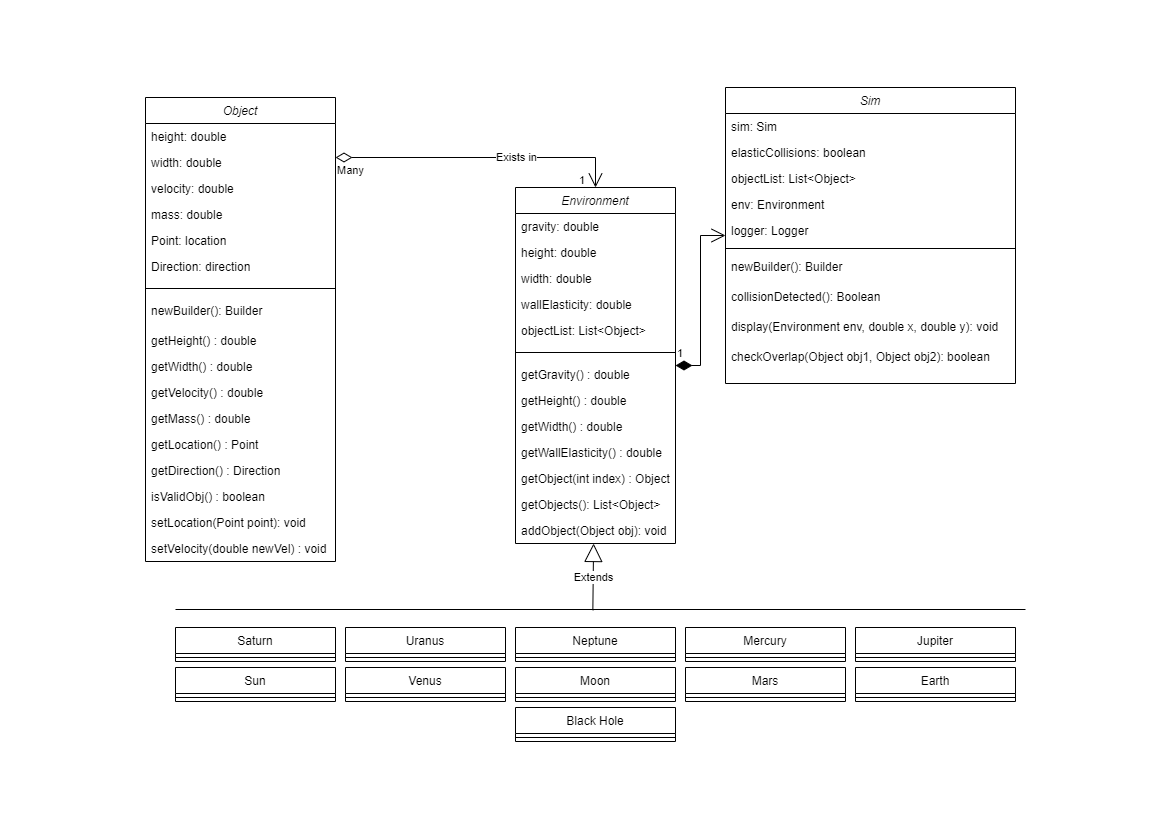 Object
height: double
width: double
velocity: double
mass: double
Point: location
Direction: direction
newBuilder(): Builder
getHeight() : double
getWidth() : double
getVelocity() : double
getMass() : double
getLocation() : Point
getDirection() : Direction
isValidObj() : boolean
setLocation(Point point): void
setVelocity(double newVel) : void
Many
Exists in
1
Environment
gravity: double
height: double
width: double
wallElasticity: double
objectList: List<Object>
getGravity() : double
getHeight() : double
getWidth() : double
getWallElasticity() : double
getObject(int index) : Object
getObjects(): List<Object>
addObject(Object obj): void
1
Sim
sim: Sim
elasticCollisions: boolean
objectList: List<Object>
env: Environment
logger: Logger
newBuilder(): Builder
collisionDetected(): Boolean
display(Environment env, double x, double y): void
checkOverlap(Object obj1, Object obj2): boolean
Extends
Saturn
Uranus
Neptune
Mercury
Jupiter
Sun
Venus
Moon
Mars
Earth
Black Hole